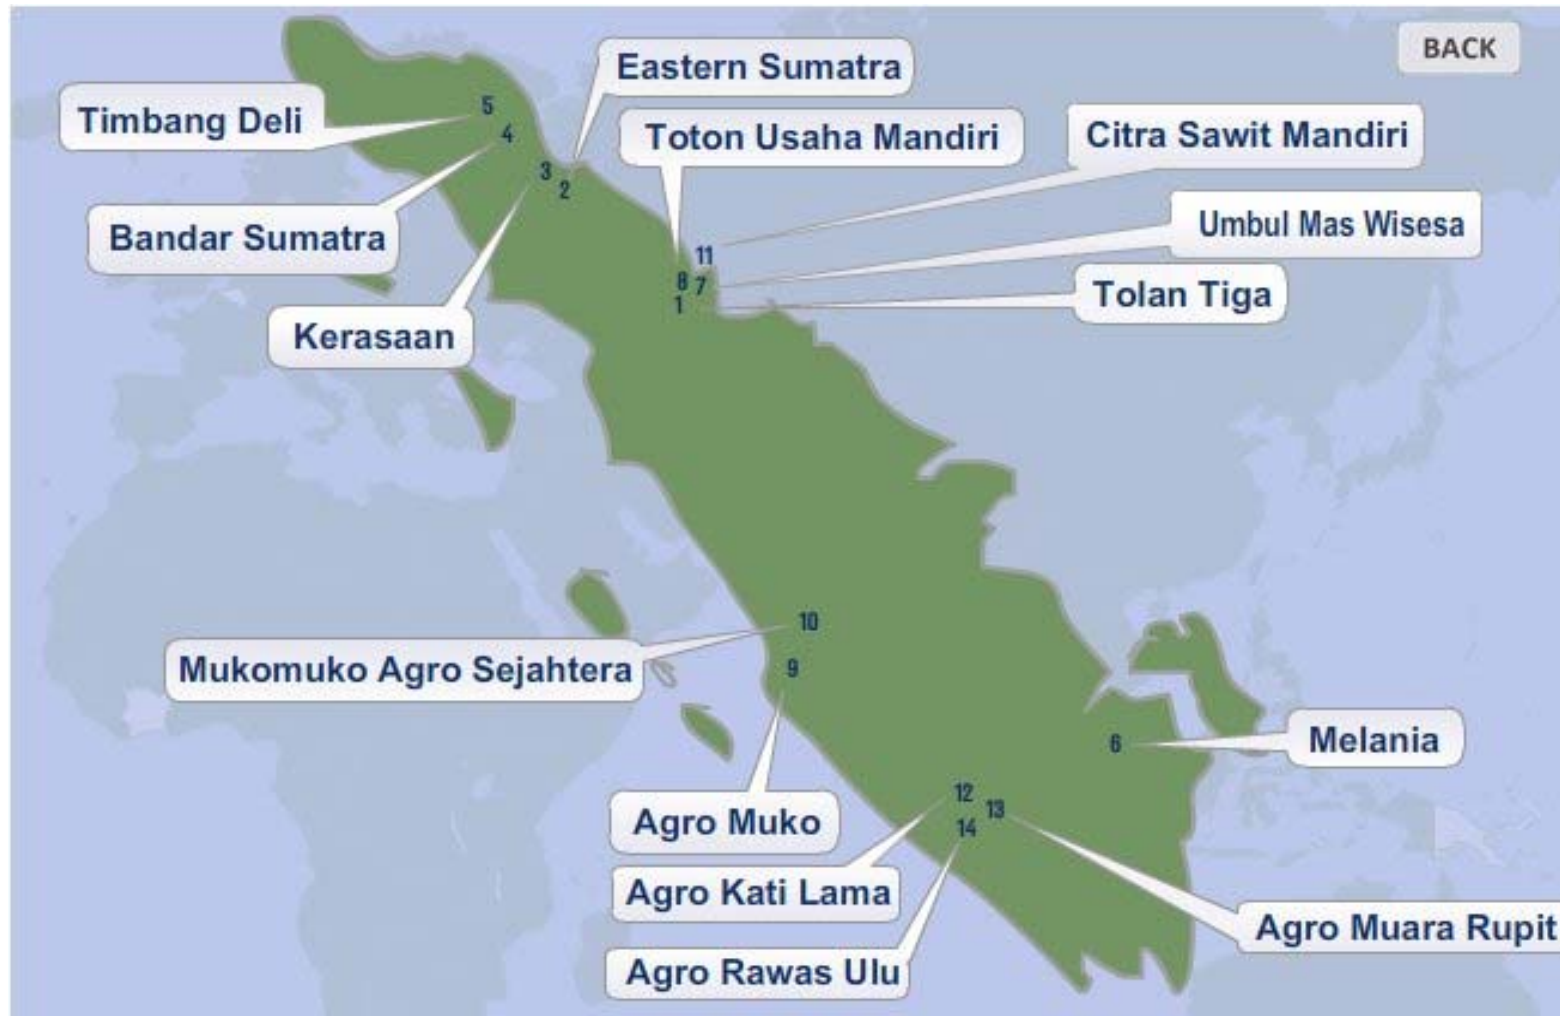 BACK
Eastern Sumatra
Timbang Deli
5
4
Toton Usaha Mandiri
Citra Sawit Mandiri
3
2
Bandar Sumatra
Umbul Mas Wisesa
11
8
7
1
Tolan Tiga
Kerasaan
10
Mukomuko Agro Sejahtera
9
6
Melania
12
13
14
Agro Muko
Agro Kati Lama
Agro Muara Rupit
Agro Rawas Ulu